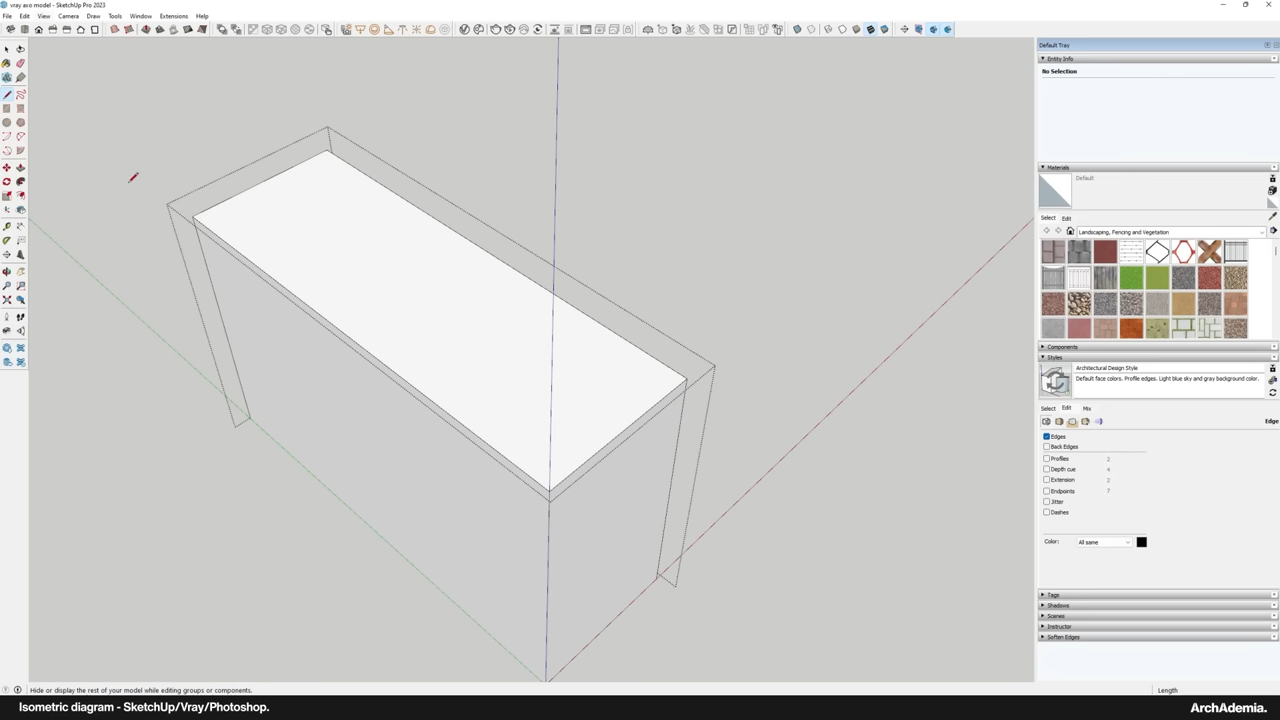 vray axo model - SketchUp Pro 2023
File Edit View Camera Draw Tools Window Extensions Help
Default Tray
Entity Info
No Selection
Materials
Default
Select Edit
Landscaping, Fencing and Vegetation
Components
Styles
Architectural Design Style
Default face colors. Profile edges. Light blue sky and gray background color.
Select Edit Mix
Edge
Edges
Back Edges
Profiles 2
Depth cue 4
Extension 2
Endpoints 7
Jitter
Dashes
Color: All same
Tags
Shadows
Scenes
Instructor
Soften Edges
Hide or display the rest of your model while editing groups or components.
Length
Isometric diagram - SketchUp/Vray/Photoshop.
ArchAdemia.